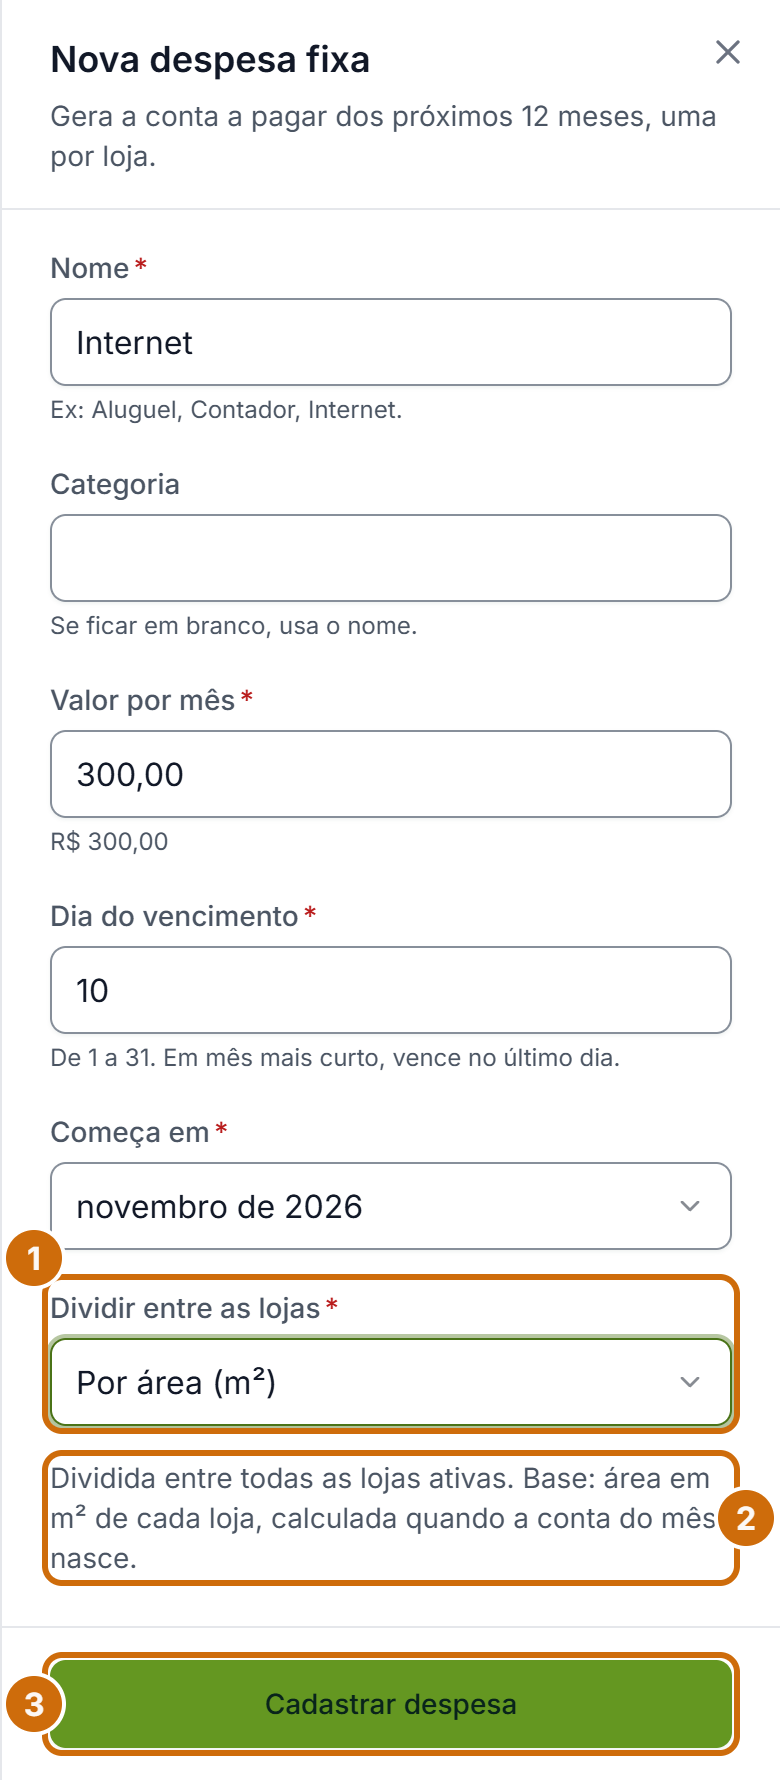 Nova despesa fixa
Gera a conta a pagar dos próximos 12 meses, uma
por loja.
Nome *
Internet
Ex: Aluguel, Contador, Internet.
Categoria
Se ficar em branco, usa o nome.
Valor por mês *
300,00
R$ 300,00
Dia do vencimento *
10
De 1 a 31. Em mês mais curto, vence no último dia.
Começa em *
novembro de 2026
1
Dividir entre as lojas *
Por área (m²)
Dividida entre todas as lojas ativas. Base: área em
m² de cada loja, calculada quando a conta do mês
nasce.
2
3
Cadastrar despesa